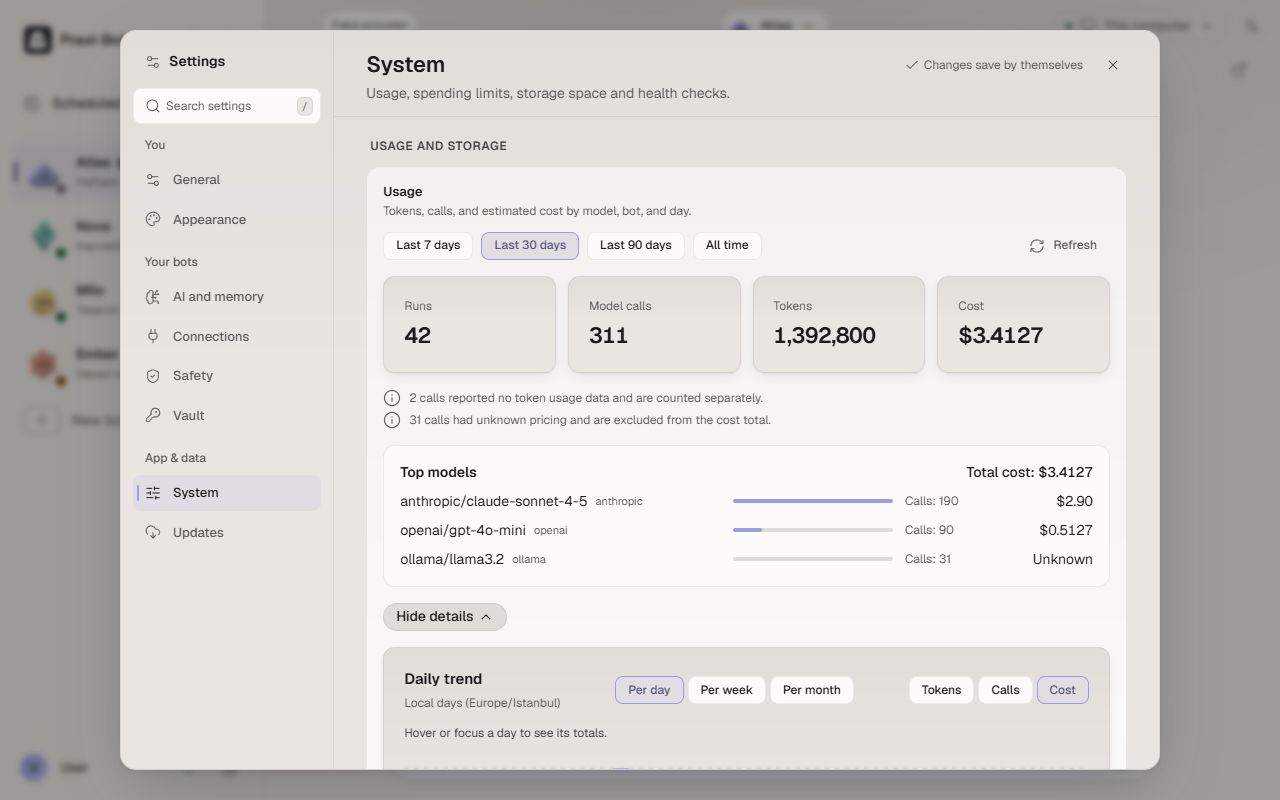 Settings
Search settings /
You
General
Appearance
Your bots
AI and memory
Connections
Safety
Vault
App & data
System
Updates
System
Changes save by themselves
Usage, spending limits, storage space and health checks.
USAGE AND STORAGE
Usage
Tokens, calls, and estimated cost by model, bot, and day.
Last 7 days Last 30 days Last 90 days All time Refresh
Runs Model calls Tokens Cost
42 311 1,392,800 $3.4127
2 calls reported no token usage data and are counted separately.
31 calls had unknown pricing and are excluded from the cost total.
Top models Total cost: $3.4127
anthropic/claude-sonnet-4-5 anthropic Calls: 190 $2.90
openai/gpt-4o-mini openai Calls: 90 $0.5127
ollama/llama3.2 ollama Calls: 31 Unknown
Hide details
Daily trend Per day Per week Per month Tokens Calls Cost
Local days (Europe/Istanbul)
Hover or focus a day to see its totals.